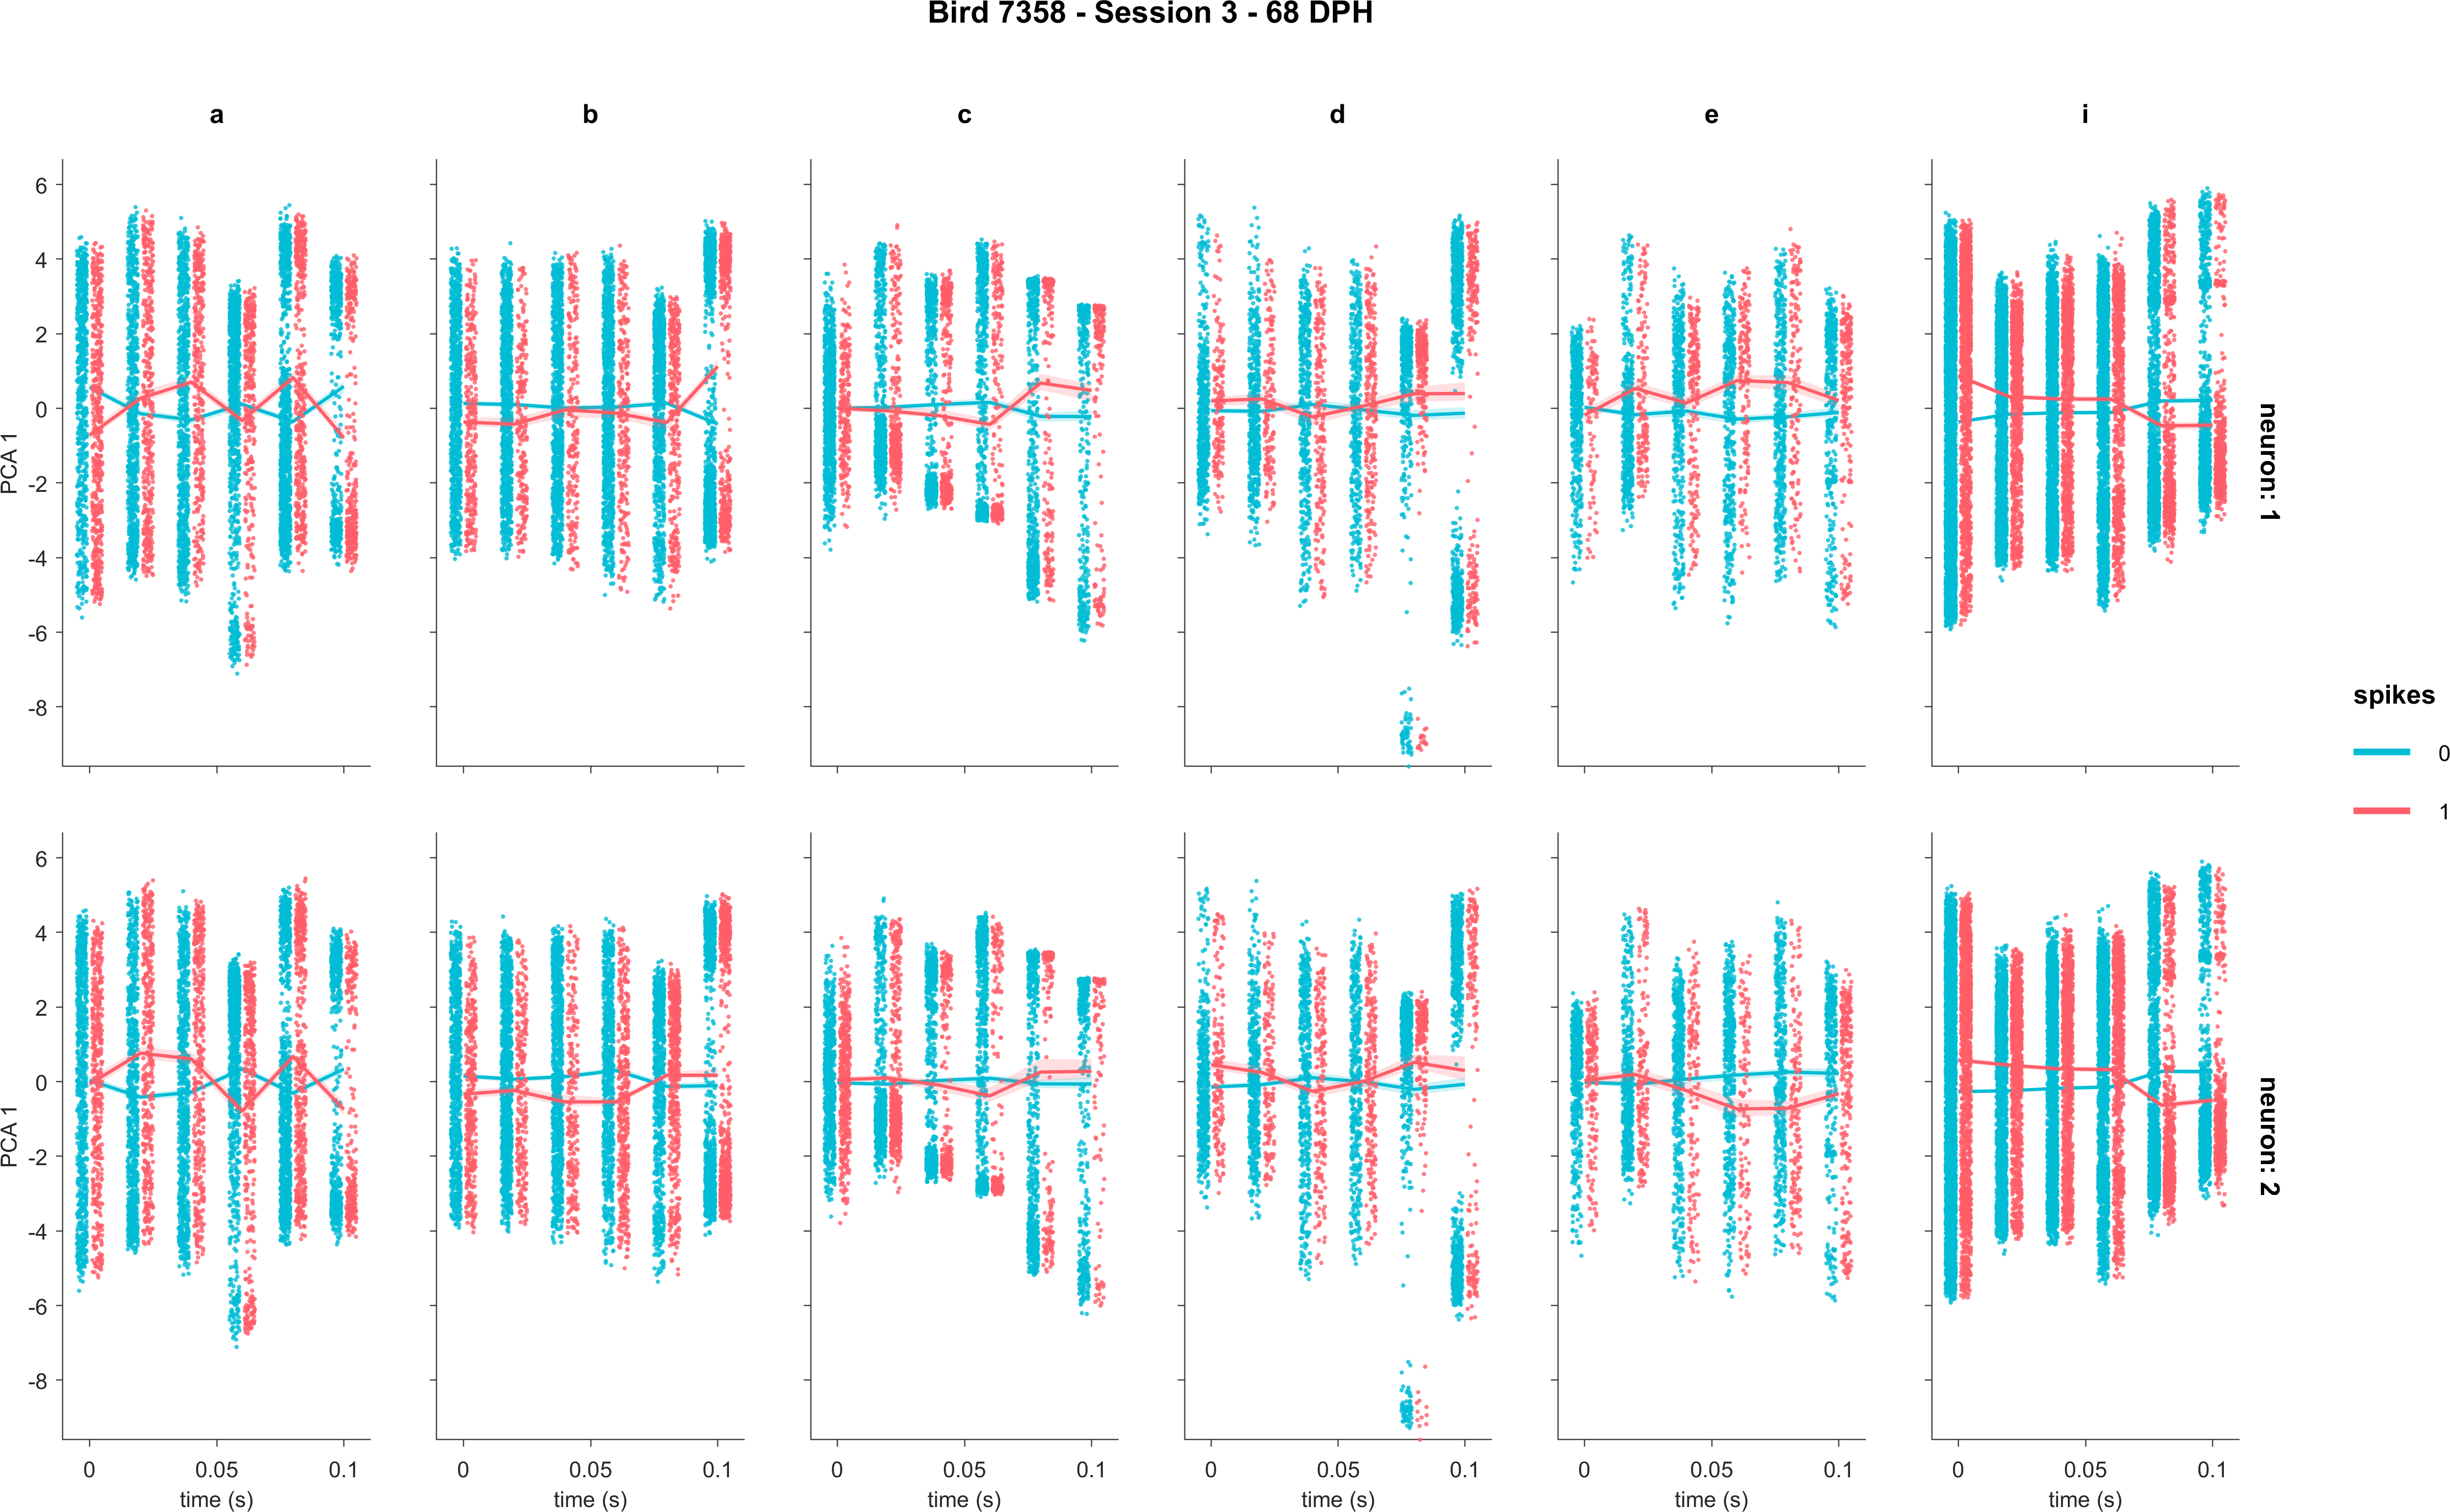 Bird 7358 - Session 3 - 68 DPH
a b c d e i
6
4
2
0
-2
-4
-6
-8
PCA 1
neuron: 1
spikes
0
1
6
4
2
0
-2
-4
-6
-8
PCA 1
neuron: 2
0 0.05 0.1 0 0.05 0.1 0 0.05 0.1 0 0.05 0.1 0 0.05 0.1 0 0.05 0.1
time (s) time (s) time (s) time (s) time (s) time (s)